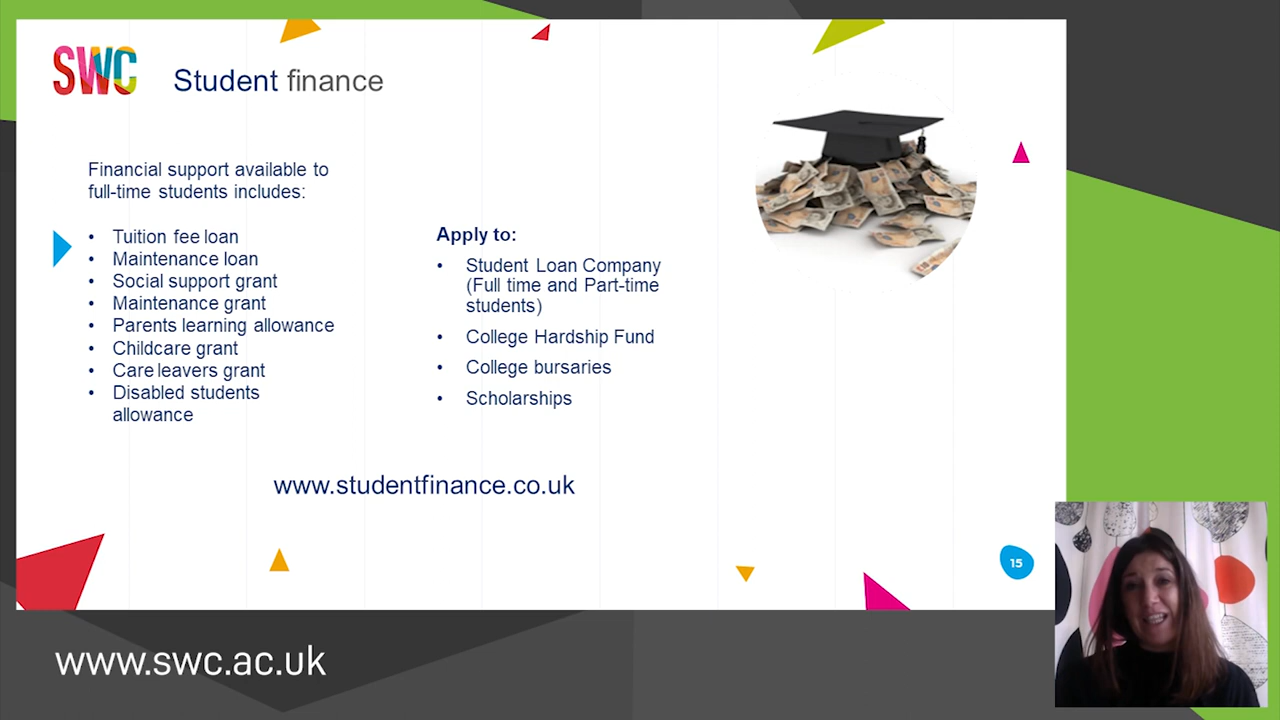 SWC
Student finance
Financial support available to
full-time students includes:
• Tuition fee loan
• Maintenance loan
• Social support grant
• Maintenance grant
• Parents learning allowance
• Childcare grant
• Care leavers grant
• Disabled students
allowance
Apply to:
• Student Loan Company
(Full time and Part-time
students)
• College Hardship Fund
• College bursaries
• Scholarships
www.studentfinance.co.uk
15
www.swc.ac.uk